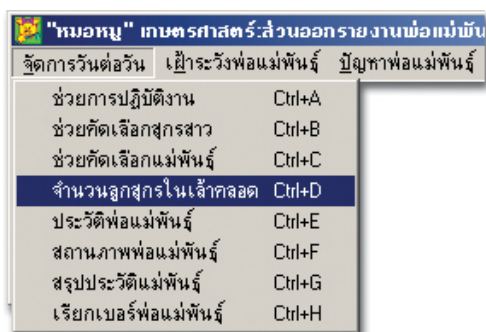 "หมอหมู" เกษตรศาสตร์:ส่วนออกรายงานพ่อแม่พัน
จัดการวันต่อวัน เฝ้าระวังพ่อแม่พันธุ์ ปัญหาพ่อแม่พันธุ์
ช่วยการปฏิบัติงาน Ctrl+A
ช่วยคัดเลือกสุกรสาว Ctrl+B
ช่วยคัดเลือกแม่พันธุ์ Ctrl+C
จำนวนลูกสุกรในเล้าคลอด Ctrl+D
ประวัติพ่อแม่พันธุ์ Ctrl+E
สถานภาพพ่อแม่พันธุ์ Ctrl+F
สรุปประวัติแม่พันธุ์ Ctrl+G
เรียกเบอร์พ่อแม่พันธุ์ Ctrl+H